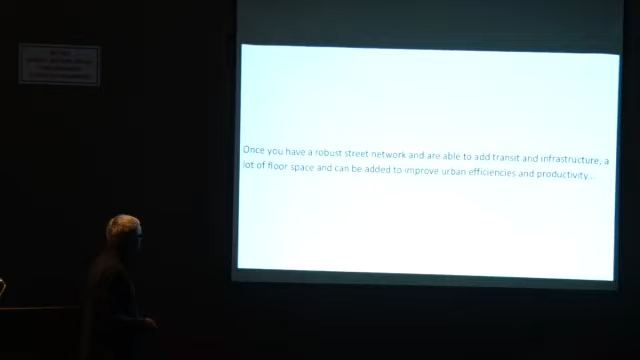 Once you have a robust street network and are able to add transit and infrastructure, a
lot of floor space and can be added to improve urban efficiencies and productivity...